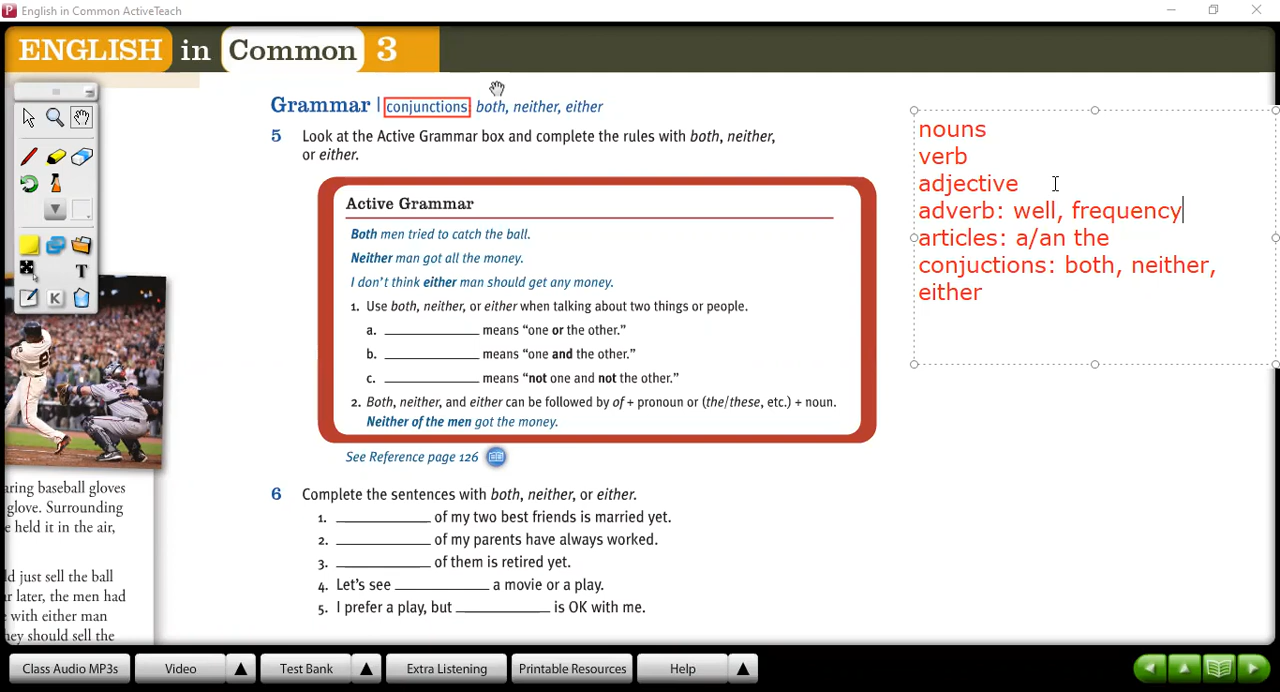 English in Common ActiveTeach
ENGLISH in Common 3
Grammar | conjunctions both, neither, either
5 Look at the Active Grammar box and complete the rules with both, neither,
or either.
Active Grammar
Both men tried to catch the ball.
Neither man got all the money.
I don't think either man should get any money.
1. Use both, neither, or either when talking about two things or people.
a. ____________ means "one or the other."
b. ____________ means "one and the other."
c. ____________ means "not one and not the other."
2. Both, neither, and either can be followed by of + pronoun or (the/these, etc.) + noun.
Neither of the men got the money.
See Reference page 126
6 Complete the sentences with both, neither, or either.
1. ____________ of my two best friends is married yet.
2. ____________ of my parents have always worked.
3. ____________ of them is retired yet.
4. Let's see ____________ a movie or a play.
5. I prefer a play, but ____________ is OK with me.
nouns
verb
adjective
adverb: well, frequency
articles: a/an the
conjuctions: both, neither,
either
T
K
aring baseball gloves
glove. Surrounding
e held it in the air,
ld just sell the ball
ar later, the men had
e with either man
hey should sell the
Class Audio MP3s Video Test Bank Extra Listening Printable Resources Help